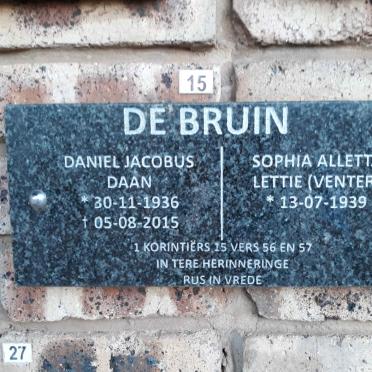 15
DE BRUIN
DANIEL JACOBUS
DAAN
* 30-11-1936
† 05-08-2015
SOPHIA ALLETT
LETTIE (VENTER
* 13-07-1939
1 KORINTIËRS 15 VERS 56 EN 57
IN TERE HERINNERINGE
RUS IN VREDE
27